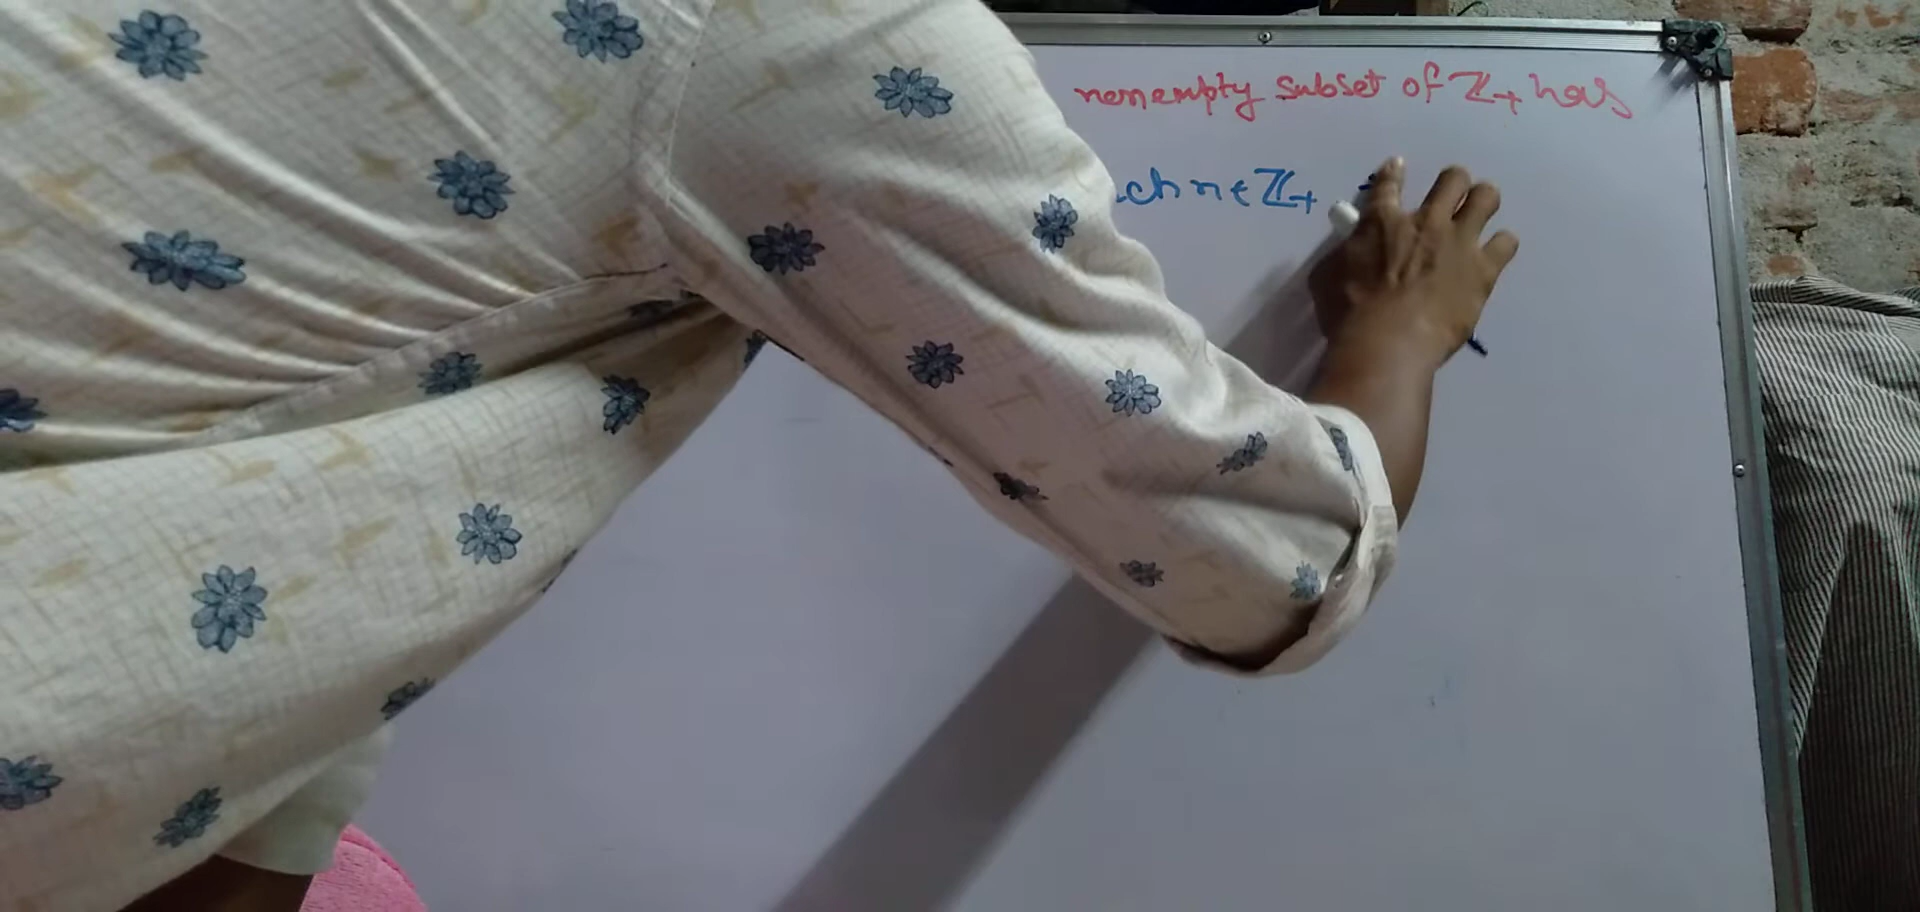 nonempty subset of ℤ₊ has
ch n ∈ ℤ₊